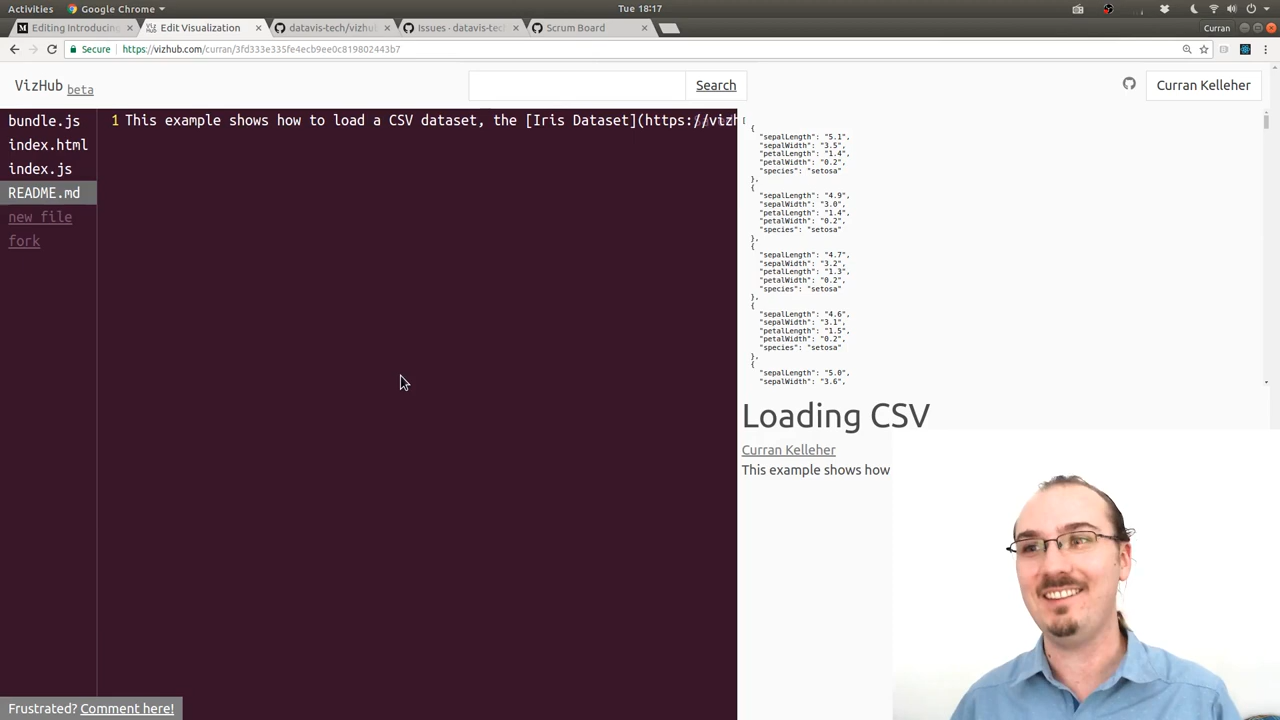 Activities Google Chrome Tue 18:17
Editing Introducing Edit Visualization datavis-tech/vizhu Issues - datavis-tec Scrum Board Curran
Secure https://vizhub.com/curran/3fd333e335fe4ecb9ee0c819802443b7
VizHub beta Search Curran Kelleher
bundle.js
index.html
index.js
README.md
new file
fork
1 This example shows how to load a CSV dataset, the [Iris Dataset](https://vizh
[
{
"sepalLength": "5.1",
"sepalWidth": "3.5",
"petalLength": "1.4",
"petalWidth": "0.2",
"species": "setosa"
},
{
"sepalLength": "4.9",
"sepalWidth": "3.0",
"petalLength": "1.4",
"petalWidth": "0.2",
"species": "setosa"
},
{
"sepalLength": "4.7",
"sepalWidth": "3.2",
"petalLength": "1.3",
"petalWidth": "0.2",
"species": "setosa"
},
{
"sepalLength": "4.6",
"sepalWidth": "3.1",
"petalLength": "1.5",
"petalWidth": "0.2",
"species": "setosa"
},
{
"sepalLength": "5.0",
"sepalWidth": "3.6",
Loading CSV
Curran Kelleher
This example shows how
Frustrated? Comment here!